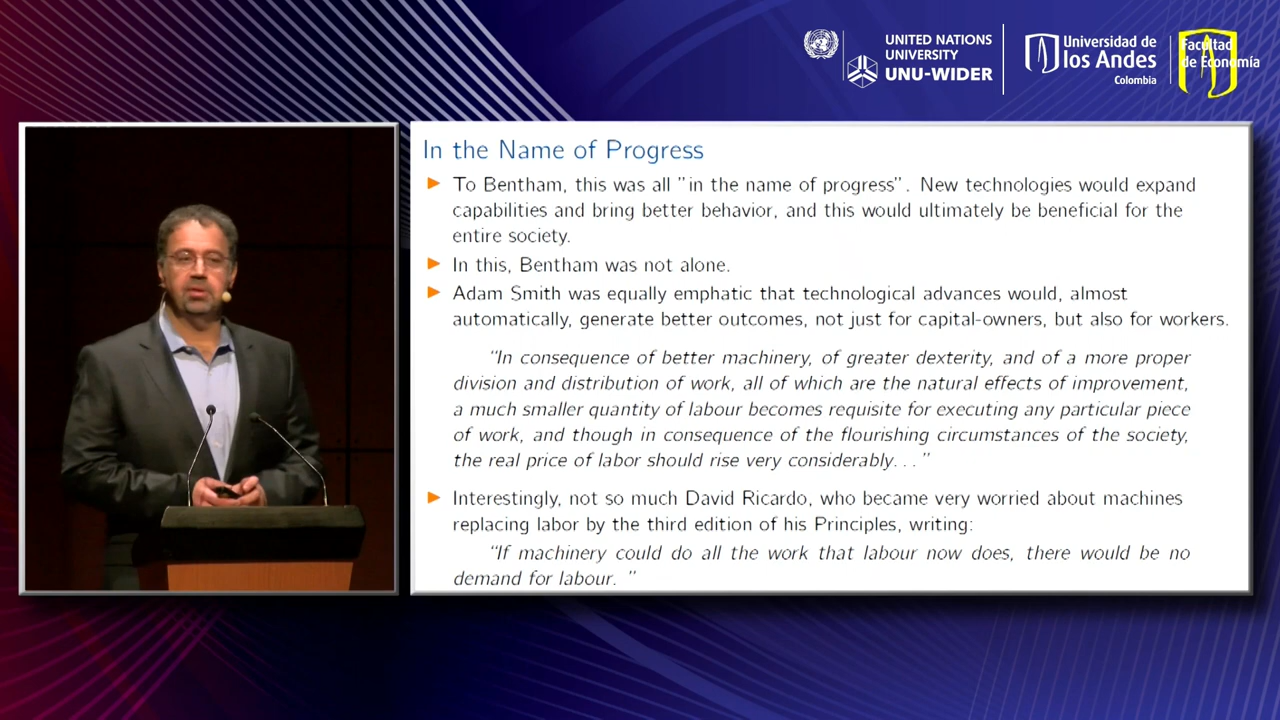 UNITED NATIONS
UNIVERSITY
UNU-WIDER
Universidad de
los Andes
Colombia
Facultad
de Economía
In the Name of Progress
To Bentham, this was all "in the name of progress". New technologies would expand
capabilities and bring better behavior, and this would ultimately be beneficial for the
entire society.
In this, Bentham was not alone.
Adam Smith was equally emphatic that technological advances would, almost
automatically, generate better outcomes, not just for capital-owners, but also for workers.
“In consequence of better machinery, of greater dexterity, and of a more proper
division and distribution of work, all of which are the natural effects of improvement,
a much smaller quantity of labour becomes requisite for executing any particular piece
of work, and though in consequence of the flourishing circumstances of the society,
the real price of labor should rise very considerably. . . ”
Interestingly, not so much David Ricardo, who became very worried about machines
replacing labor by the third edition of his Principles, writing:
“If machinery could do all the work that labour now does, there would be no
demand for labour. ”